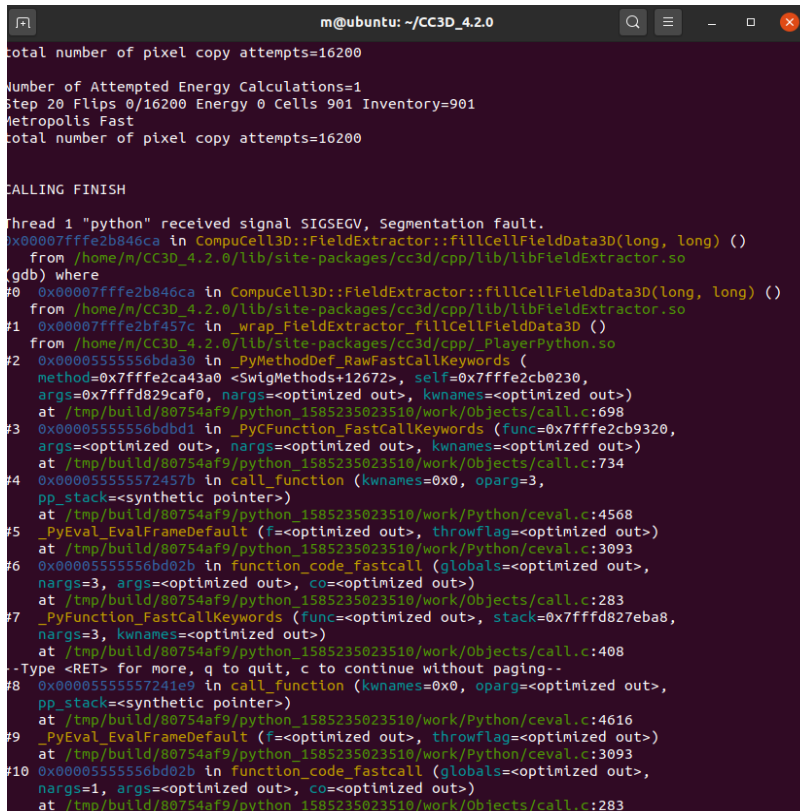 m@ubuntu: ~/CC3D_4.2.0
total number of pixel copy attempts=16200
Number of Attempted Energy Calculations=1
Step 20 Flips 0/16200 Energy 0 Cells 901 Inventory=901
Metropolis Fast
total number of pixel copy attempts=16200
CALLING FINISH
Thread 1 "python" received signal SIGSEGV, Segmentation fault.
0x00007fffe2b846ca in CompuCell3D::FieldExtractor::fillCellFieldData3D(long, long) ()
from /home/m/CC3D_4.2.0/lib/site-packages/cc3d/cpp/lib/libFieldExtractor.so
(gdb) where
#0 0x00007fffe2b846ca in CompuCell3D::FieldExtractor::fillCellFieldData3D(long, long) ()
from /home/m/CC3D_4.2.0/lib/site-packages/cc3d/cpp/lib/libFieldExtractor.so
#1 0x00007fffe2bf457c in _wrap_FieldExtractor_fillCellFieldData3D ()
from /home/m/CC3D_4.2.0/lib/site-packages/cc3d/cpp/_PlayerPython.so
#2 0x00005555556bda30 in _PyMethodDef_RawFastCallKeywords (
method=0x7fffe2ca43a0 <SwigMethods+12672>, self=0x7fffe2cb0230,
args=0x7fffd829caf0, nargs=<optimized out>, kwnames=<optimized out>)
at /tmp/build/80754af9/python_1585235023510/work/Objects/call.c:698
#3 0x00005555556bdbd1 in _PyCFunction_FastCallKeywords (func=0x7fffe2cb9320,
args=<optimized out>, nargs=<optimized out>, kwnames=<optimized out>)
at /tmp/build/80754af9/python_1585235023510/work/Objects/call.c:734
#4 0x000055555572457b in call_function (kwnames=0x0, oparg=3,
pp_stack=<synthetic pointer>)
at /tmp/build/80754af9/python_1585235023510/work/Python/ceval.c:4568
#5 _PyEval_EvalFrameDefault (f=<optimized out>, throwflag=<optimized out>)
at /tmp/build/80754af9/python_1585235023510/work/Python/ceval.c:3093
#6 0x00005555556bd02b in function_code_fastcall (globals=<optimized out>,
nargs=3, args=<optimized out>, co=<optimized out>)
at /tmp/build/80754af9/python_1585235023510/work/Objects/call.c:283
#7 _PyFunction_FastCallKeywords (func=<optimized out>, stack=0x7fffd827eba8,
nargs=3, kwnames=<optimized out>)
at /tmp/build/80754af9/python_1585235023510/work/Objects/call.c:408
--Type <RET> for more, q to quit, c to continue without paging--
#8 0x00005555557241e9 in call_function (kwnames=0x0, oparg=<optimized out>,
pp_stack=<synthetic pointer>)
at /tmp/build/80754af9/python_1585235023510/work/Python/ceval.c:4616
#9 _PyEval_EvalFrameDefault (f=<optimized out>, throwflag=<optimized out>)
at /tmp/build/80754af9/python_1585235023510/work/Python/ceval.c:3093
#10 0x00005555556bd02b in function_code_fastcall (globals=<optimized out>,
nargs=1, args=<optimized out>, co=<optimized out>)
at /tmp/build/80754af9/python_1585235023510/work/Objects/call.c:283